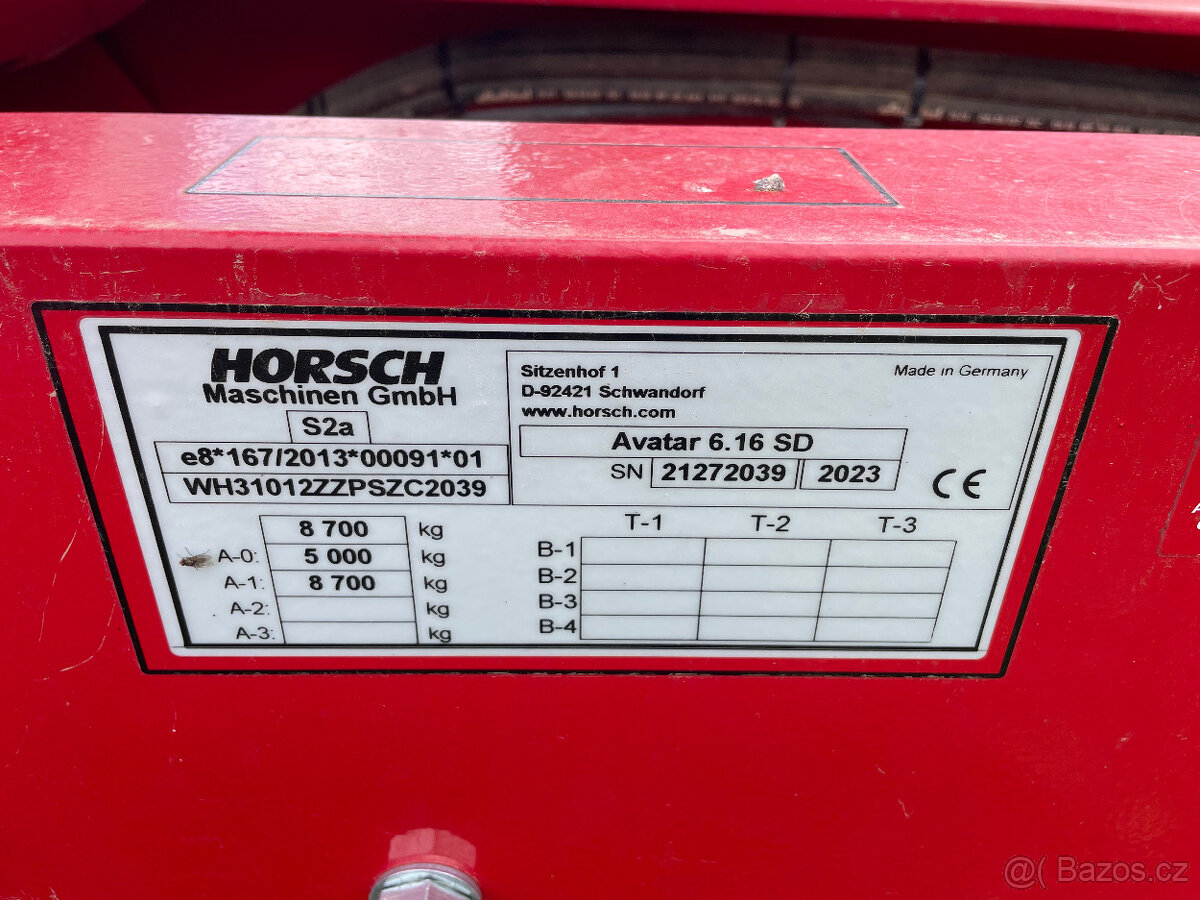 HORSCH
Maschinen GmbH
S2a
e8*167/2013*00091*01
WH31012ZZPSZC2039
Sitzenhof 1
D-92421 Schwandorf
www.horsch.com
Made in Germany
Avatar 6.16 SD
SN 21272039 2023
CE
8 700 kg
A-0: 5 000 kg
A-1: 8 700 kg
A-2: kg
A-3: kg
T-1 T-2 T-3
B-1
B-2
B-3
B-4
@( Bazos.cz